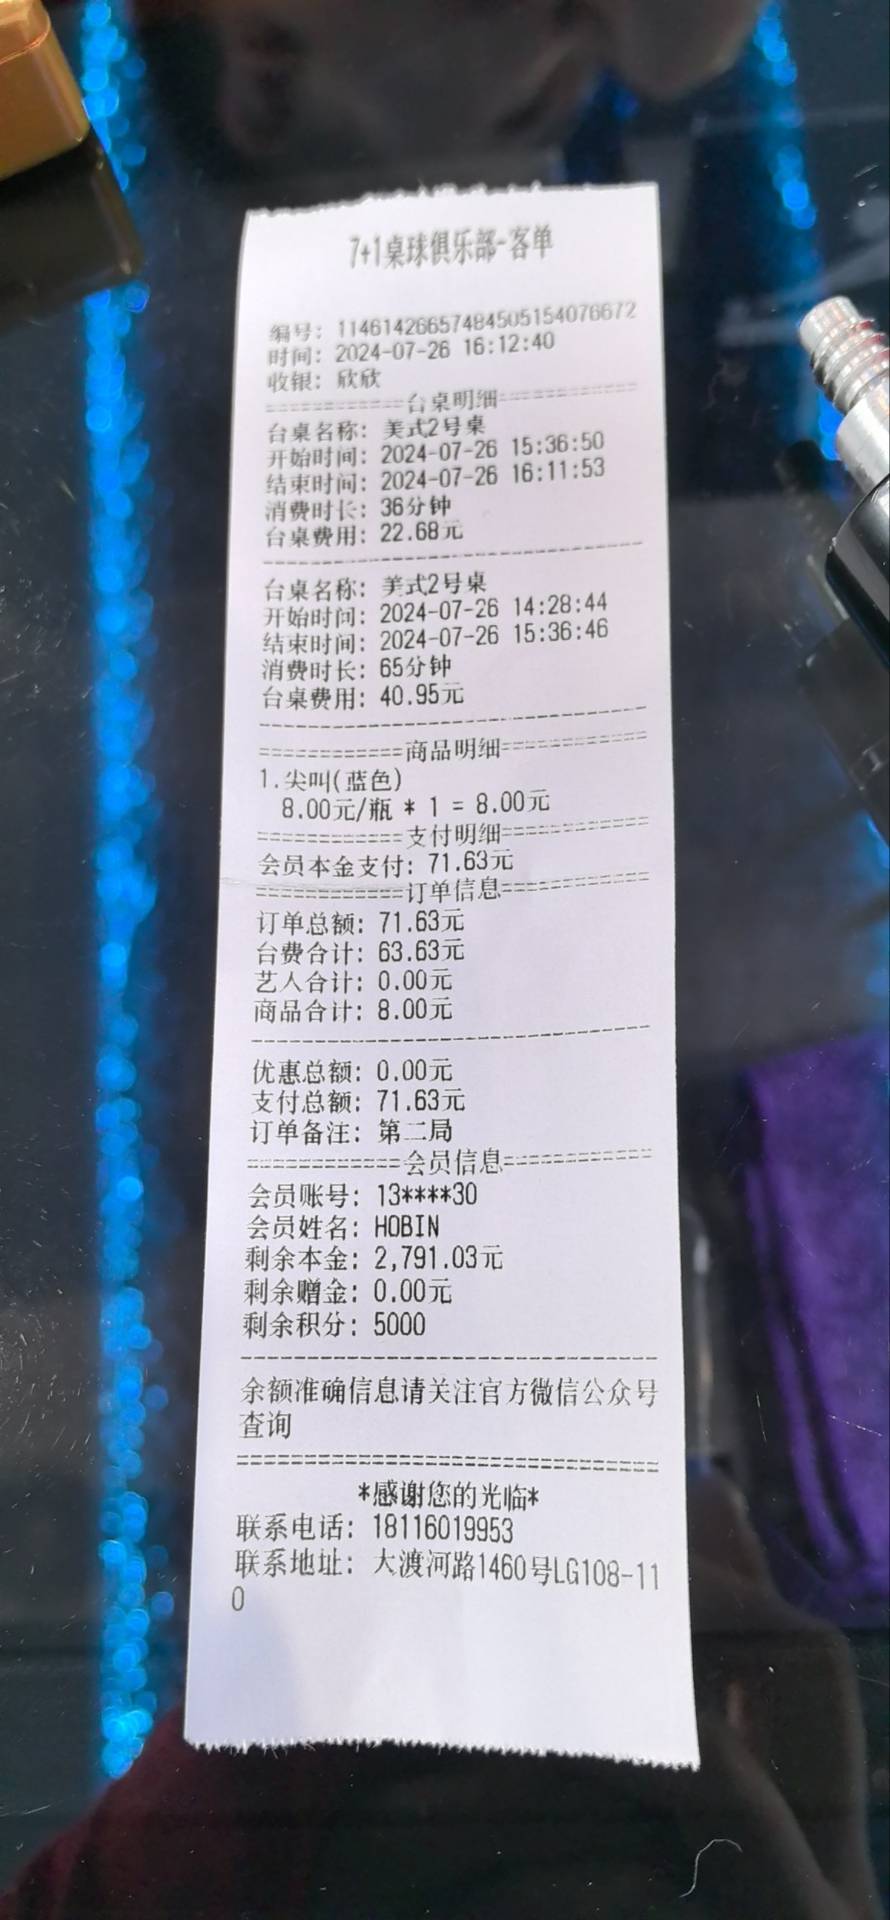 7+1桌球俱乐部-客单
编号: 1146142665748450515407​6672
时间: 2024-07-26 16:12:40
收银: 欣欣
============台桌明细============
台桌名称: 美式2号桌
开始时间: 2024-07-26 15:36:50
结束时间: 2024-07-26 16:11:53
消费时长: 36分钟
台桌费用: 22.68元
--------------------------------
台桌名称: 美式2号桌
开始时间: 2024-07-26 14:28:44
结束时间: 2024-07-26 15:36:46
消费时长: 65分钟
台桌费用: 40.95元
--------------------------------
============商品明细============
1.尖叫(蓝色)
8.00元/瓶 * 1 = 8.00元
============支付明细============
会员本金支付: 71.63元
============订单信息============
订单总额: 71.63元
台费合计: 63.63元
艺人合计: 0.00元
商品合计: 8.00元
--------------------------------
优惠总额: 0.00元
支付总额: 71.63元
订单备注: 第二局
============会员信息============
会员账号: 13****30
会员姓名: HOBIN
剩余本金: 2,791.03元
剩余赠金: 0.00元
剩余积分: 5000
--------------------------------
余额准确信息请关注官方微信公众号
查询
================================
*感谢您的光临*
联系电话: 18116019953
联系地址: 大渡河路1460号LG108-11
0